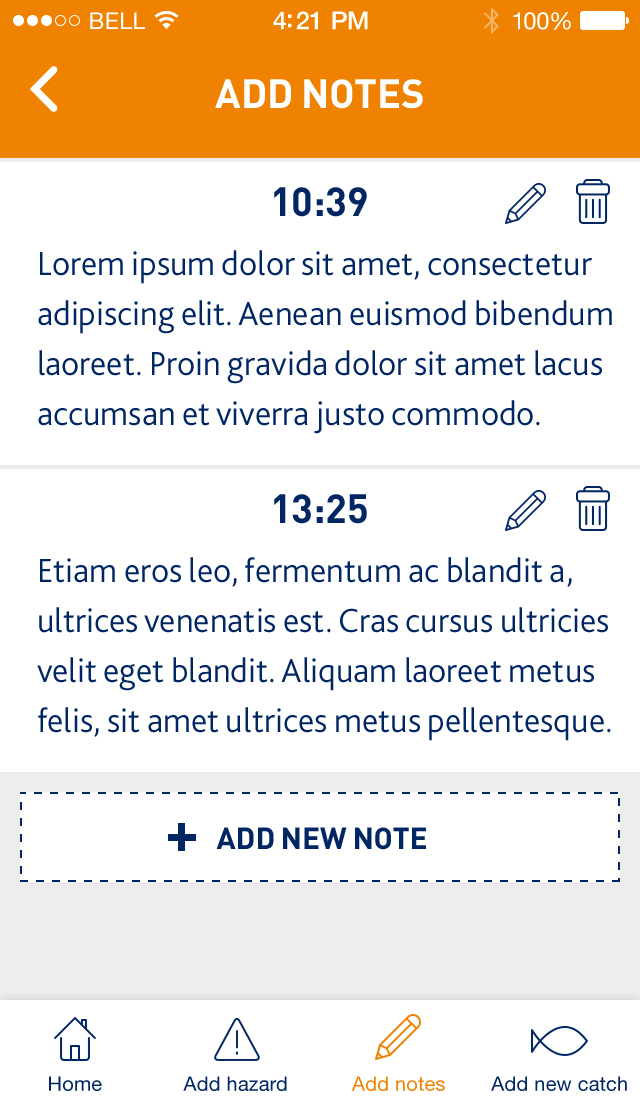 BELL 4:21 PM 100%
ADD NOTES
10:39
Lorem ipsum dolor sit amet, consectetur
adipiscing elit. Aenean euismod bibendum
laoreet. Proin gravida dolor sit amet lacus
accumsan et viverra justo commodo.
13:25
Etiam eros leo, fermentum ac blandit a,
ultrices venenatis est. Cras cursus ultricies
velit eget blandit. Aliquam laoreet metus
felis, sit amet ultrices metus pellentesque.
+ ADD NEW NOTE
Home Add hazard Add notes Add new catch